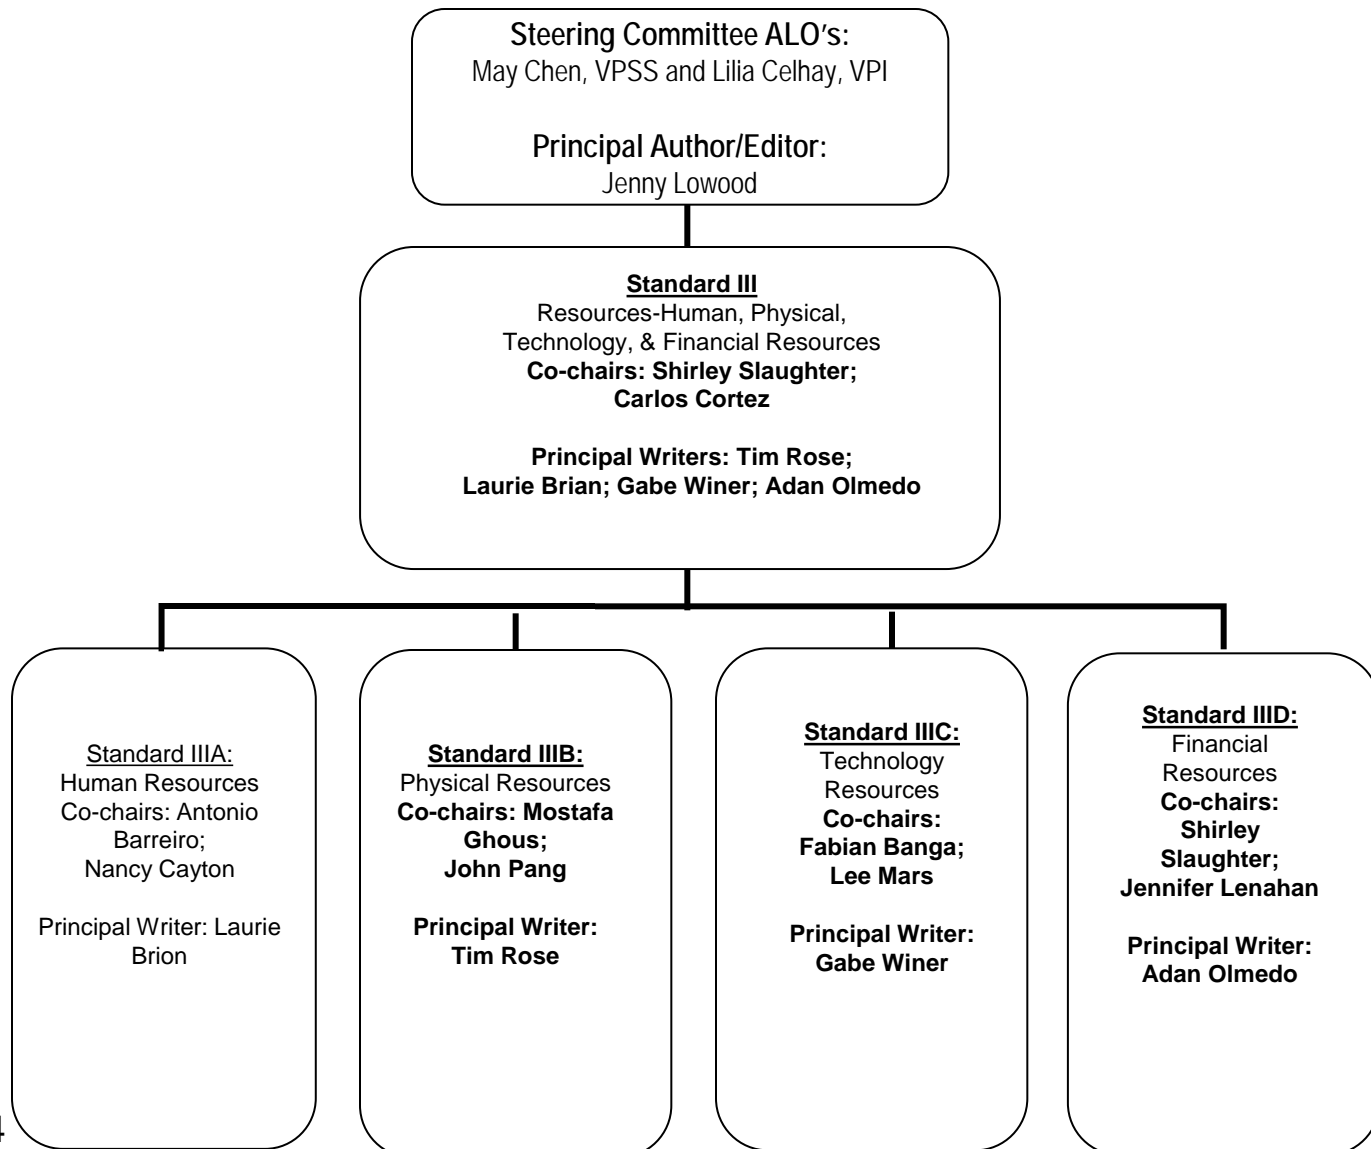 Steering Committee ALO's:
May Chen, VPSS and Lilia Celhay, VPI
Principal Author/Editor:
Jenny Lowood
Standard III
Resources-Human, Physical,
Technology, & Financial Resources
Co-chairs: Shirley Slaughter;
Carlos Cortez
Principal Writers: Tim Rose;
Laurie Brian; Gabe Winer; Adan Olmedo
Standard IIIA:
Human Resources
Co-chairs: Antonio
Barreiro;
Nancy Cayton
Principal Writer: Laurie
Brion
Standard IIIB:
Physical Resources
Co-chairs: Mostafa
Ghous;
John Pang
Principal Writer:
Tim Rose
Standard IIIC:
Technology
Resources
Co-chairs:
Fabian Banga;
Lee Mars
Principal Writer:
Gabe Winer
Standard IIID:
Financial
Resources
Co-chairs:
Shirley
Slaughter;
Jennifer Lenahan
Principal Writer:
Adan Olmedo